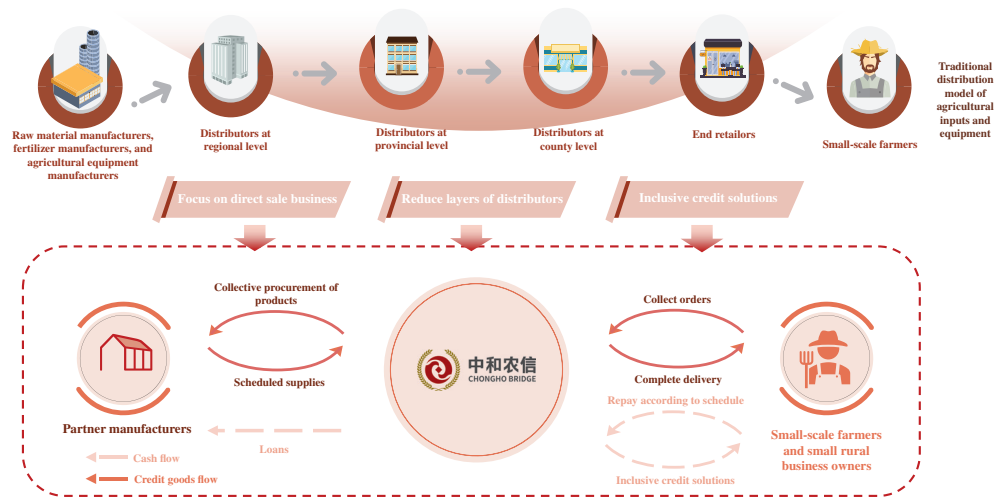 Raw material manufacturers,
fertilizer manufacturers, and
agricultural equipment
manufacturers
Distributors at
regional level
Distributors at
provincial level
Distributors at
county level
End retailors
Small-scale farmers
Traditional
distribution
model of
agricultural
inputs and
equipment
Focus on direct sale business
Reduce layers of distributors
Inclusive credit solutions
Collective procurement of
products
Scheduled supplies
Loans
Partner manufacturers
Cash flow
Credit goods flow
中和农信
CHONGHO BRIDGE
Collect orders
Complete delivery
Repay according to schedule
Inclusive credit solutions
Small-scale farmers
and small rural
business owners